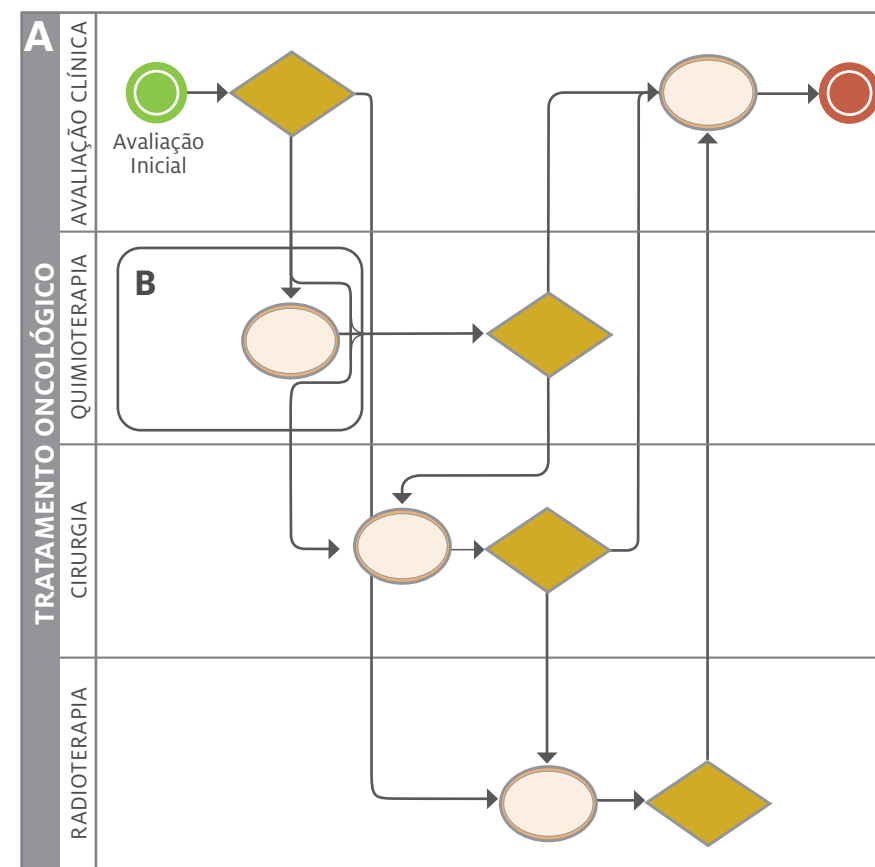 A
TRATAMENTO ONCOLÓGICO
AVALIAÇÃO CLÍNICA
Avaliação
Inicial
QUIMIOTERAPIA
B
CIRURGIA
RADIOTERAPIA